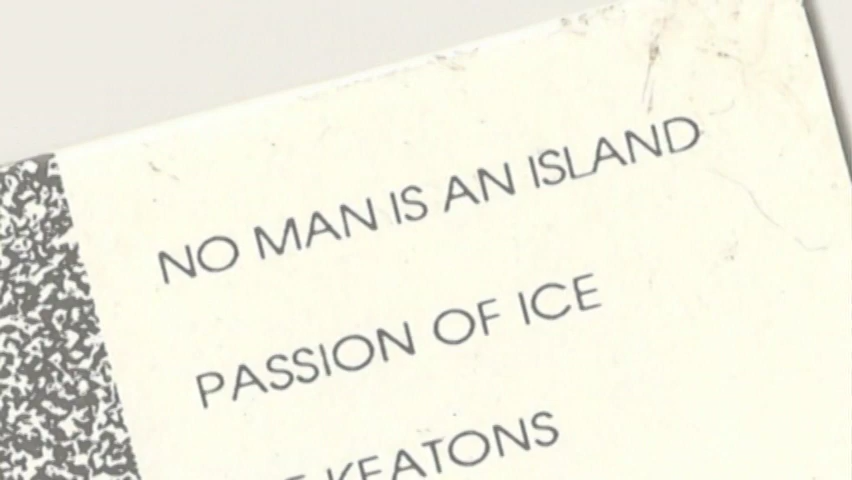 NO MAN IS AN ISLAND
PASSION OF ICE
KEATONS